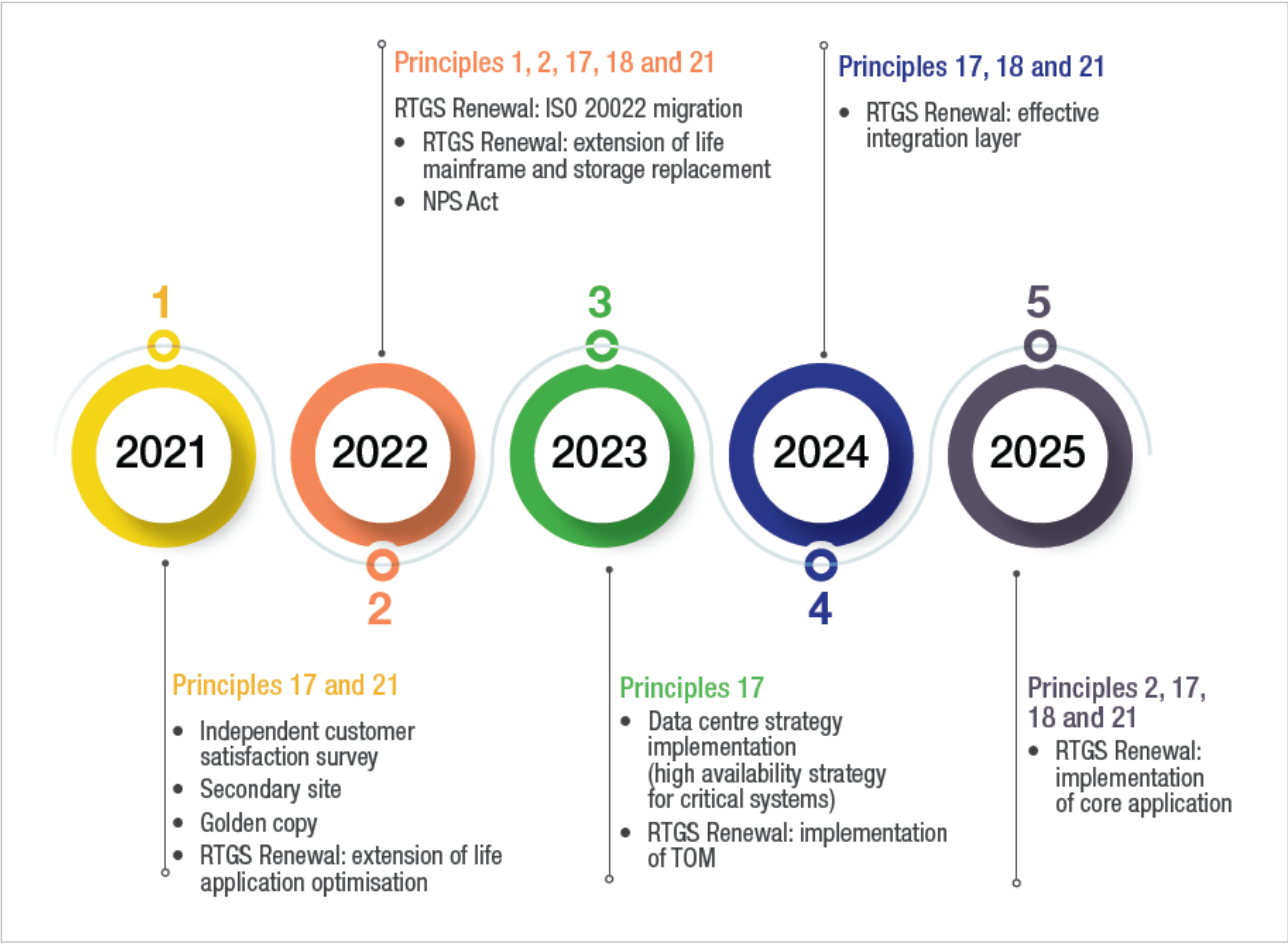 Principles 1, 2, 17, 18 and 21
RTGS Renewal: ISO 20022 migration
• RTGS Renewal: extension of life
mainframe and storage replacement
• NPS Act
Principles 17, 18 and 21
• RTGS Renewal: effective
integration layer
1
3
5
2021
2022
2023
2024
2025
2
4
Principles 17 and 21
• Independent customer
satisfaction survey
• Secondary site
• Golden copy
• RTGS Renewal: extension of life
application optimisation
Principles 17
• Data centre strategy
implementation
(high availability strategy
for critical systems)
• RTGS Renewal: implementation
of TOM
Principles 2, 17,
18 and 21
• RTGS Renewal:
implementation
of core application